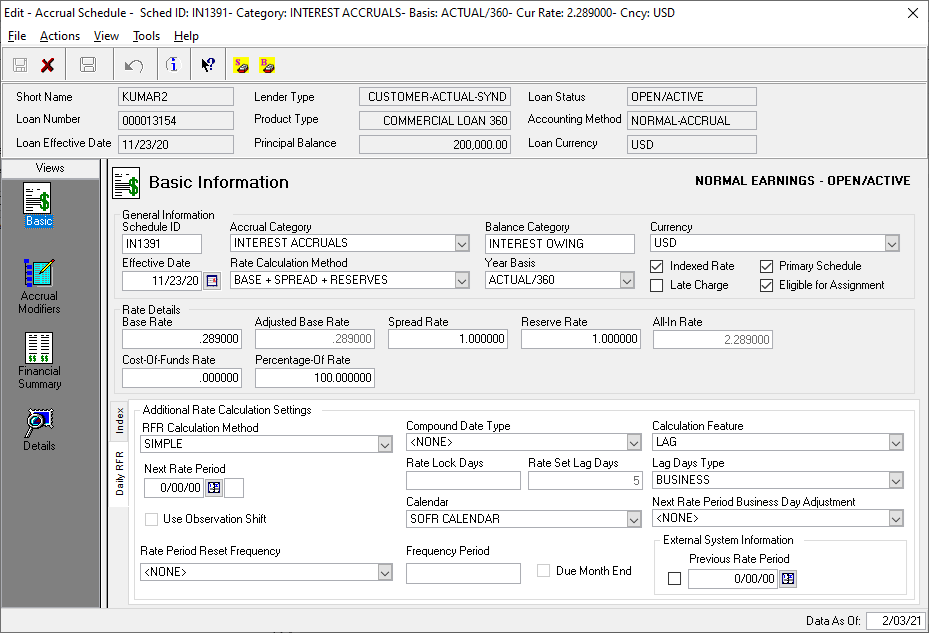 Edit - Accrual Schedule - Sched ID: IN1391- Category: INTEREST ACCRUALS- Basis: ACTUAL/360- Cur Rate: 2.289000- Cncy: USD
File Actions View Tools Help
Short Name KUMAR2 Lender Type CUSTOMER-ACTUAL-SYND Loan Status OPEN/ACTIVE
Loan Number 000013154 Product Type COMMERCIAL LOAN 360 Accounting Method NORMAL-ACCRUAL
Loan Effective Date 11/23/20 Principal Balance 200,000.00 Loan Currency USD
Views
Basic
Accrual
Modifiers
Financial
Summary
Details
Basic Information NORMAL EARNINGS - OPEN/ACTIVE
General Information
Schedule ID Accrual Category Balance Category Currency
IN1391 INTEREST ACCRUALS INTEREST OWING USD
Effective Date Rate Calculation Method Year Basis Indexed Rate Primary Schedule
11/23/20 BASE + SPREAD + RESERVES ACTUAL/360 Late Charge Eligible for Assignment
Rate Details
Base Rate Adjusted Base Rate Spread Rate Reserve Rate All-In Rate
.289000 .289000 1.000000 1.000000 2.289000
Cost-Of-Funds Rate Percentage-Of Rate
.000000 100.000000
Index
Daily RFR
Additional Rate Calculation Settings
RFR Calculation Method Compound Date Type Calculation Feature
SIMPLE <NONE> LAG
Next Rate Period Rate Lock Days Rate Set Lag Days Lag Days Type
0/00/00 5 BUSINESS
Calendar Next Rate Period Business Day Adjustment
Use Observation Shift SOFR CALENDAR <NONE>
External System Information
Rate Period Reset Frequency Frequency Period Previous Rate Period
<NONE> Due Month End 0/00/00
Data As Of: 2/03/21